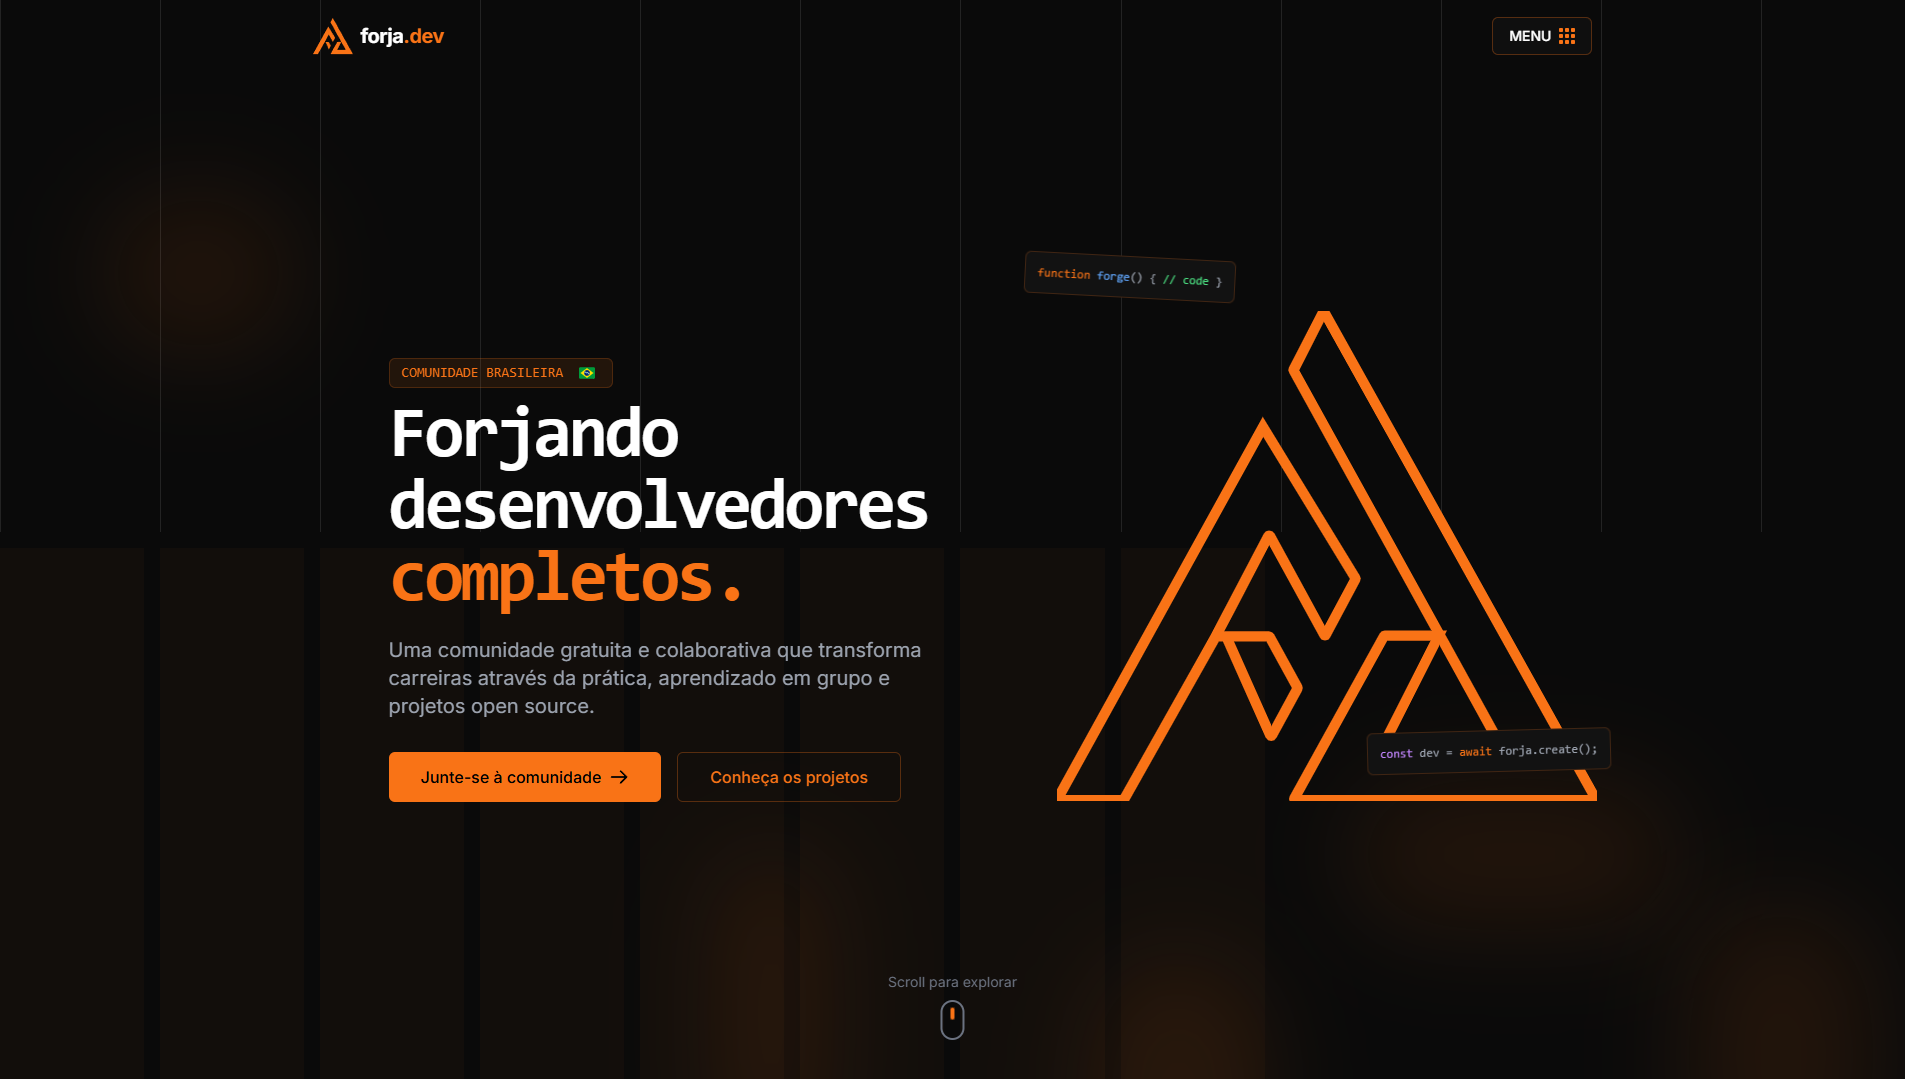 forja.dev
MENU
function forge() { // code }
COMUNIDADE BRASILEIRA
Forjando
desenvolvedores
completos.
Uma comunidade gratuita e colaborativa que transforma
carreiras através da prática, aprendizado em grupo e
projetos open source.
const dev = await forja.create();
Junte-se à comunidade
Conheça os projetos
Scroll para explorar